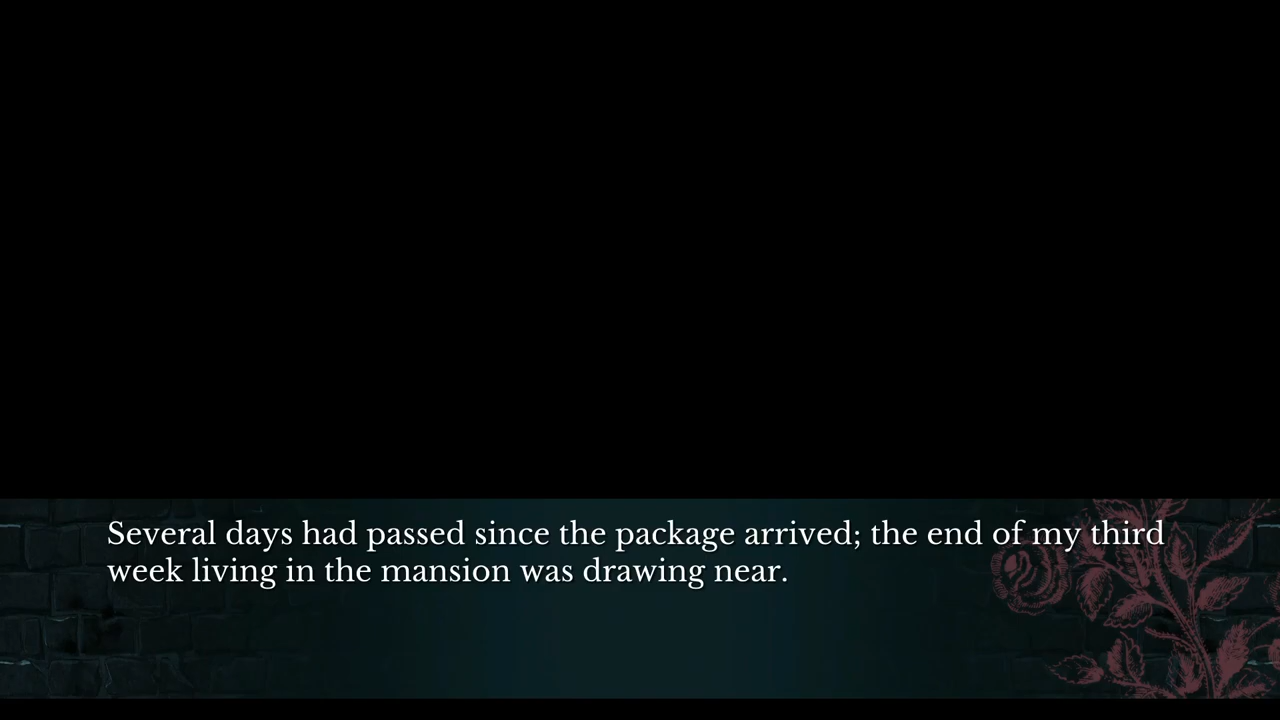 Several days had passed since the package arrived; the end of my third
week living in the mansion was drawing near.